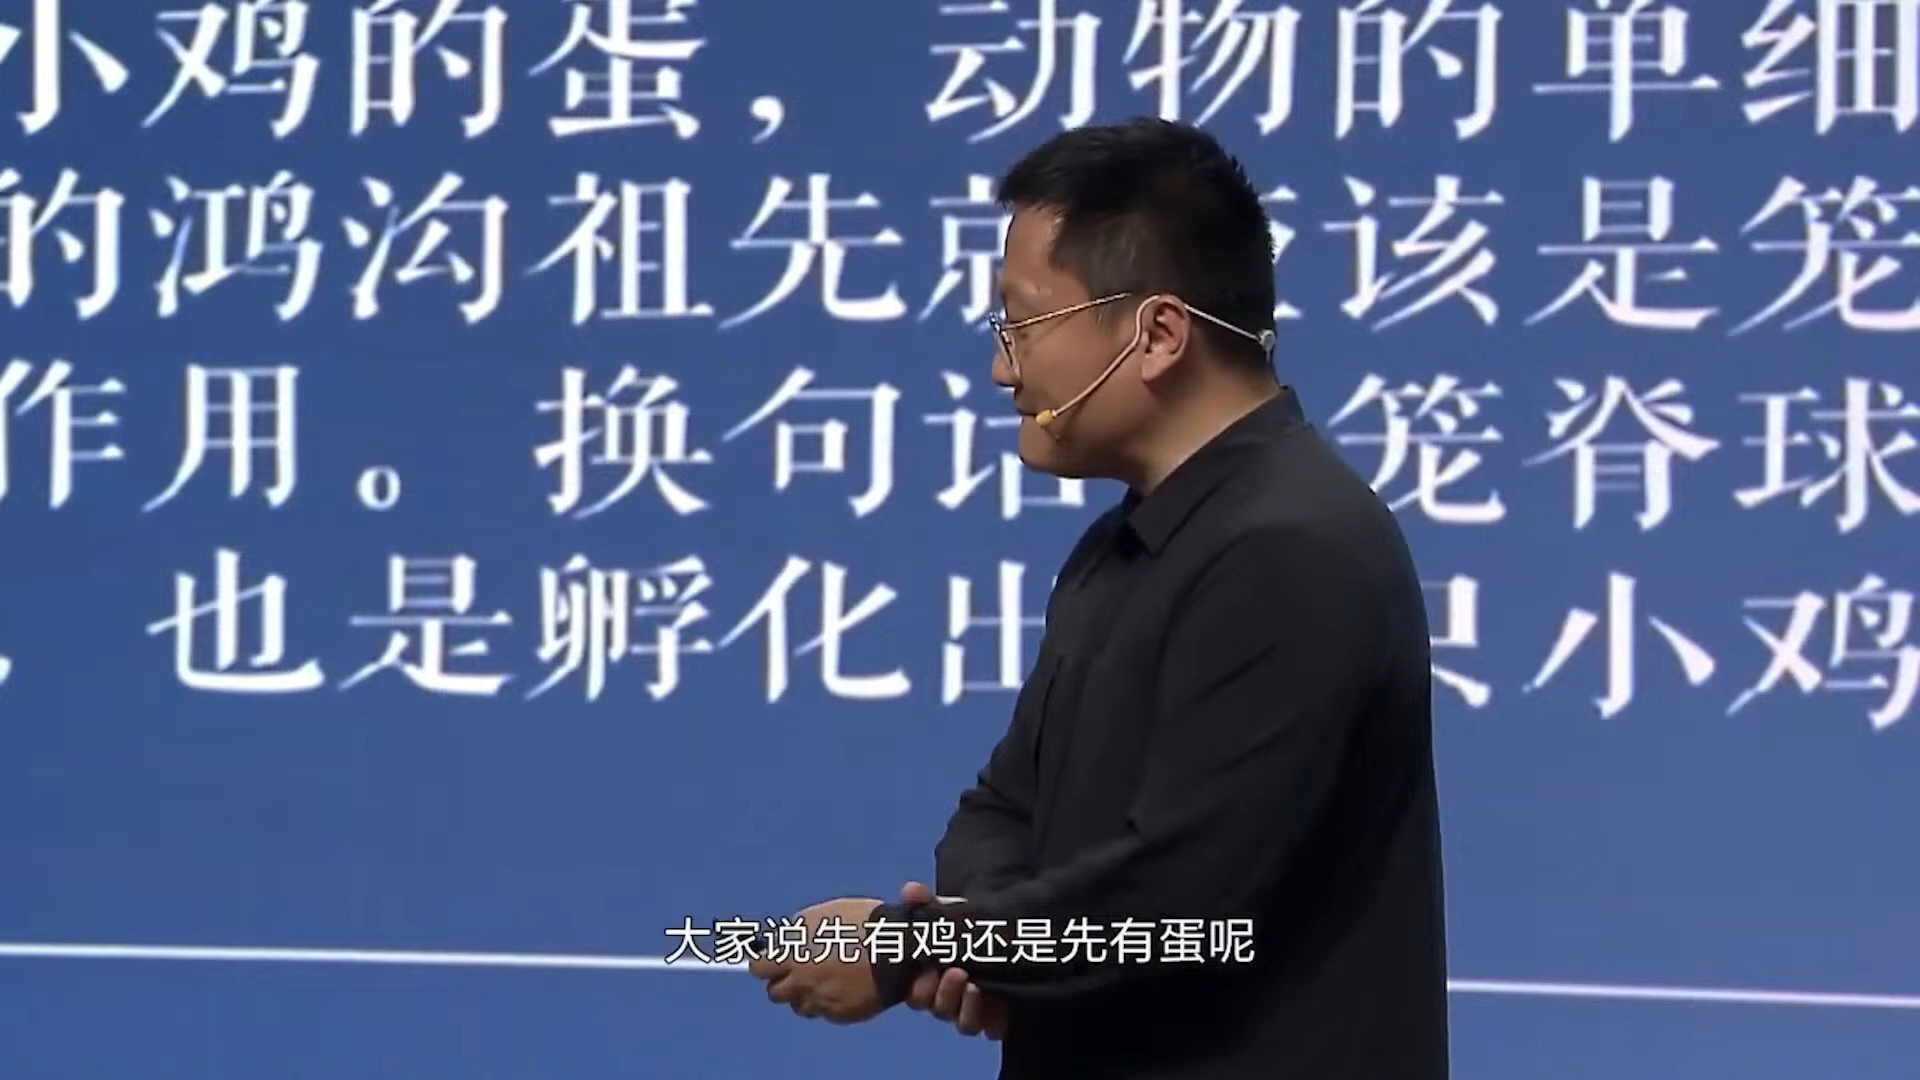 小鸡的蛋，动物的单细
的鸿沟祖先就应该是笼
作用。换句话 笼脊球
，也是孵化出 只小鸡
大家说先有鸡还是先有蛋呢